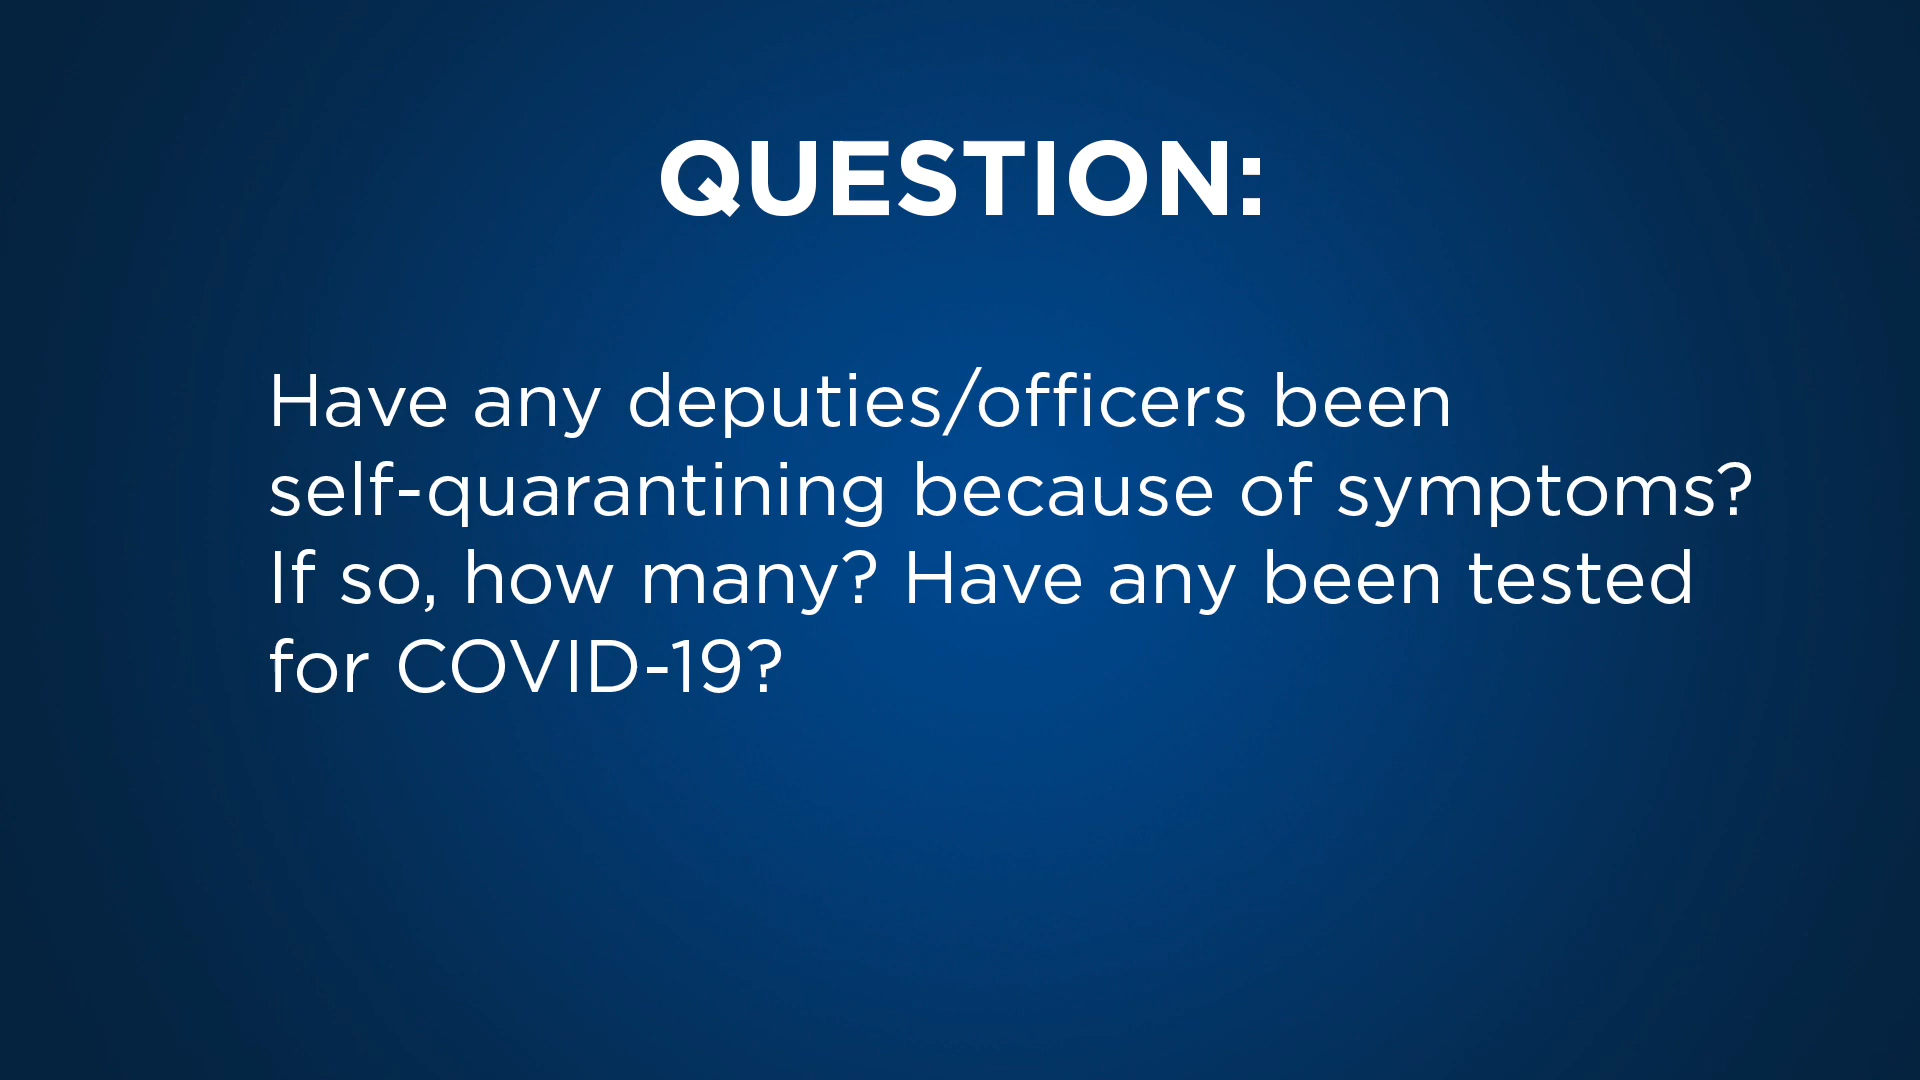 QUESTION:
Have any deputies/officers been
self-quarantining because of symptoms?
If so, how many? Have any been tested
for COVID-19?